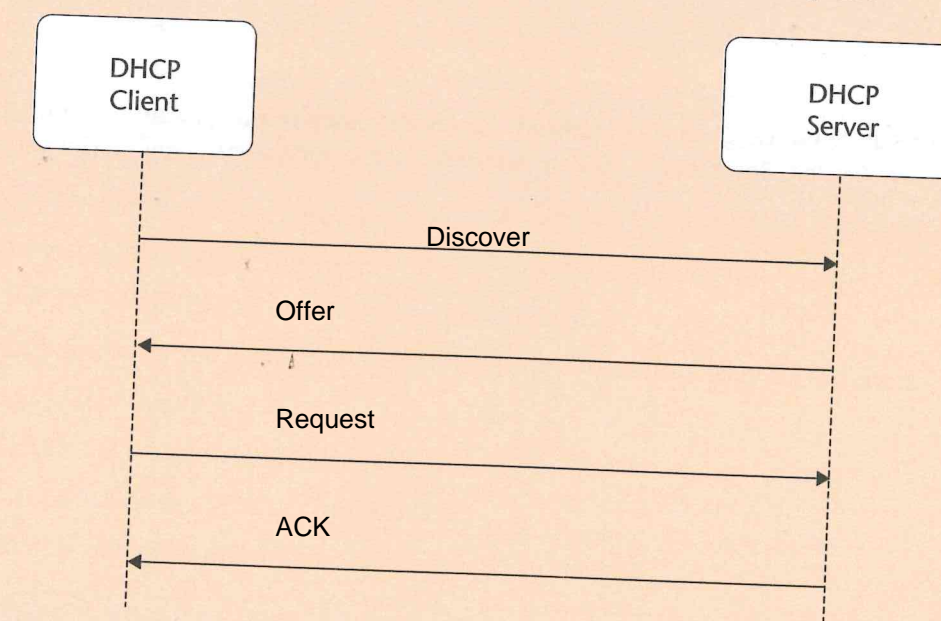 DHCP
Client
DHCP
Server
Discover
Offer
Request
ACK